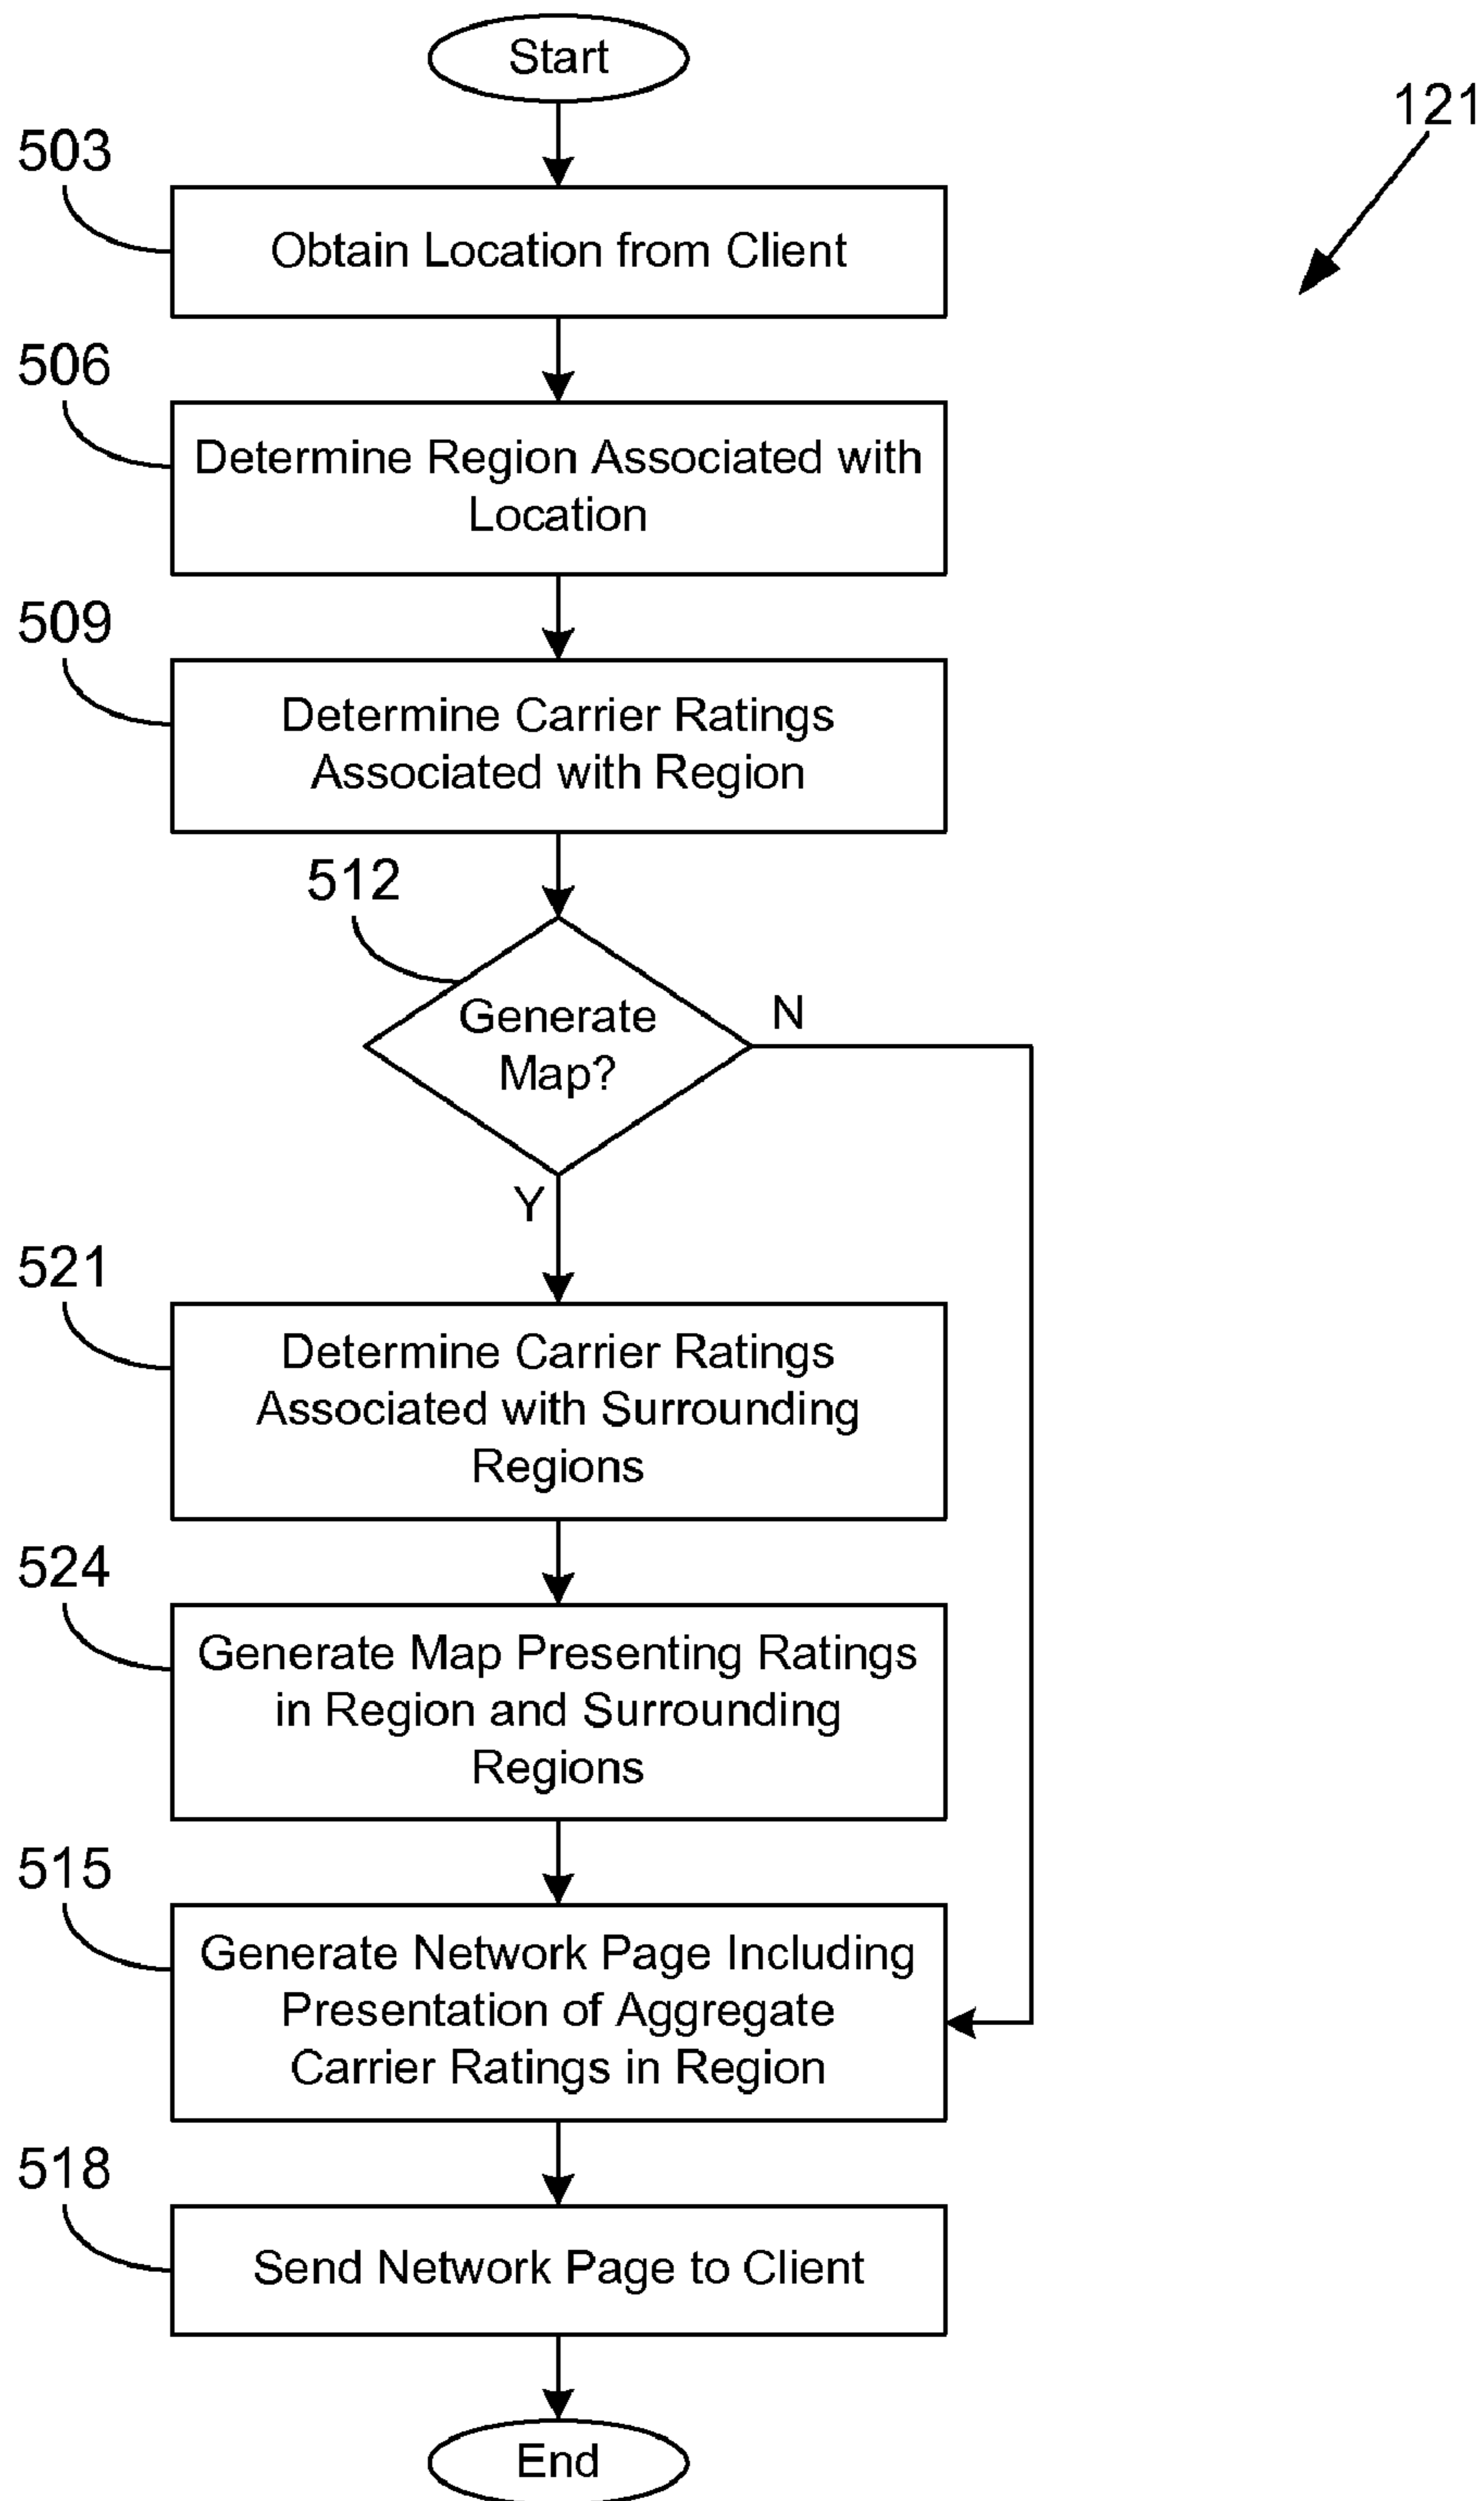 Start
121
503
Obtain Location from Client
506
Determine Region Associated with
Location
509
Determine Carrier Ratings
Associated with Region
512
Generate
Map?
N
Y
521
Determine Carrier Ratings
Associated with Surrounding
Regions
524
Generate Map Presenting Ratings
in Region and Surrounding
Regions
515
Generate Network Page Including
Presentation of Aggregate
Carrier Ratings in Region
518
Send Network Page to Client
End